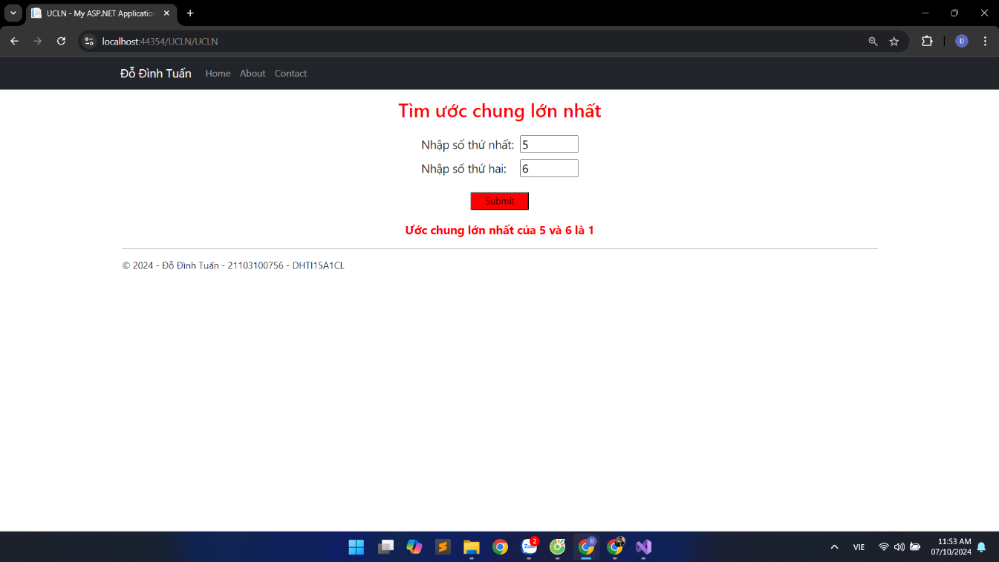 UCLN - My ASP.NET Application
localhost:44354/UCLN/UCLN
Đ
Đỗ Đình Tuấn Home About Contact
Tìm ước chung lớn nhất
Nhập số thứ nhất: 5
Nhập số thứ hai: 6
Submit
Ước chung lớn nhất của 5 và 6 là 1
© 2024 - Đỗ Đình Tuấn - 21103100756 - DHTI15A1CL
Zalo 2 Đ
VIE 11:53 AM
07/10/2024